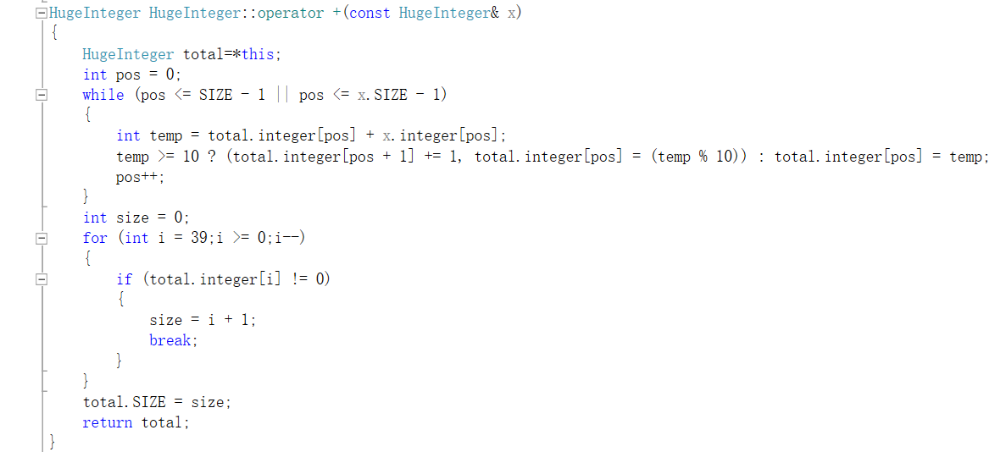 HugeInteger HugeInteger::operator +(const HugeInteger& x)
{
HugeInteger total=*this;
int pos = 0;
while (pos <= SIZE - 1 || pos <= x.SIZE - 1)
{
int temp = total.integer[pos] + x.integer[pos];
temp >= 10 ? (total.integer[pos + 1] += 1, total.integer[pos] = (temp % 10)) : total.integer[pos] = temp;
pos++;
}
int size = 0;
for (int i = 39;i >= 0;i--)
{
if (total.integer[i] != 0)
{
size = i + 1;
break;
}
}
total.SIZE = size;
return total;
}